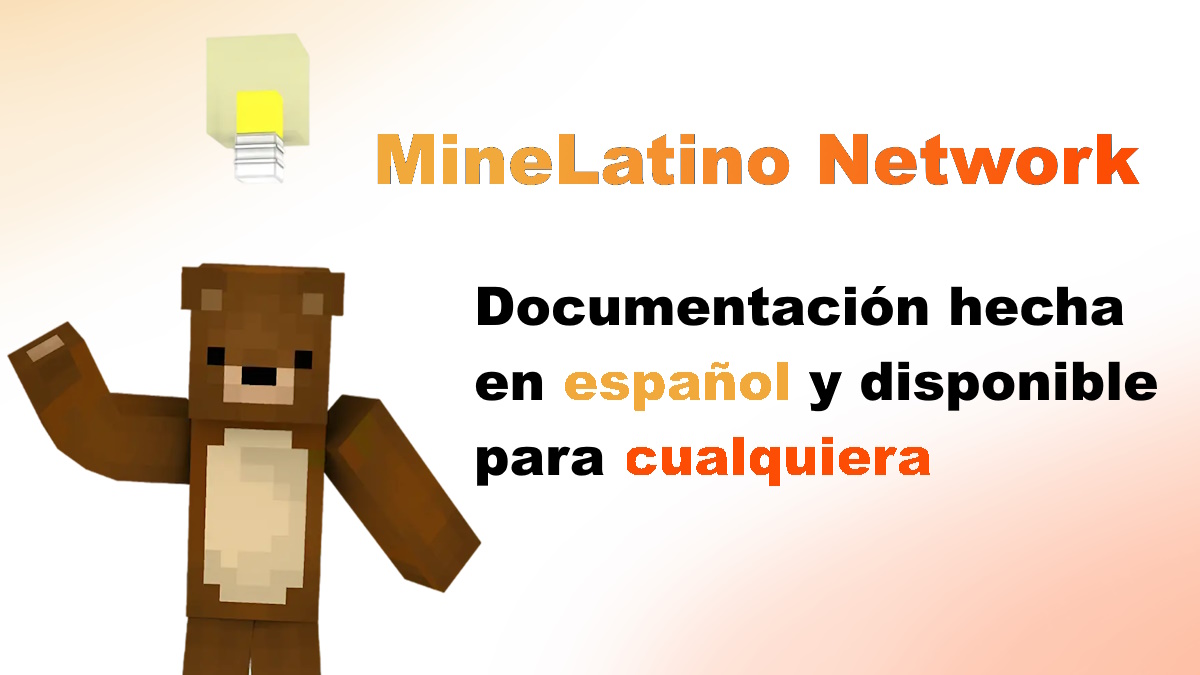 MineLatino Network
Documentación hecha
en español y disponible
para cualquiera